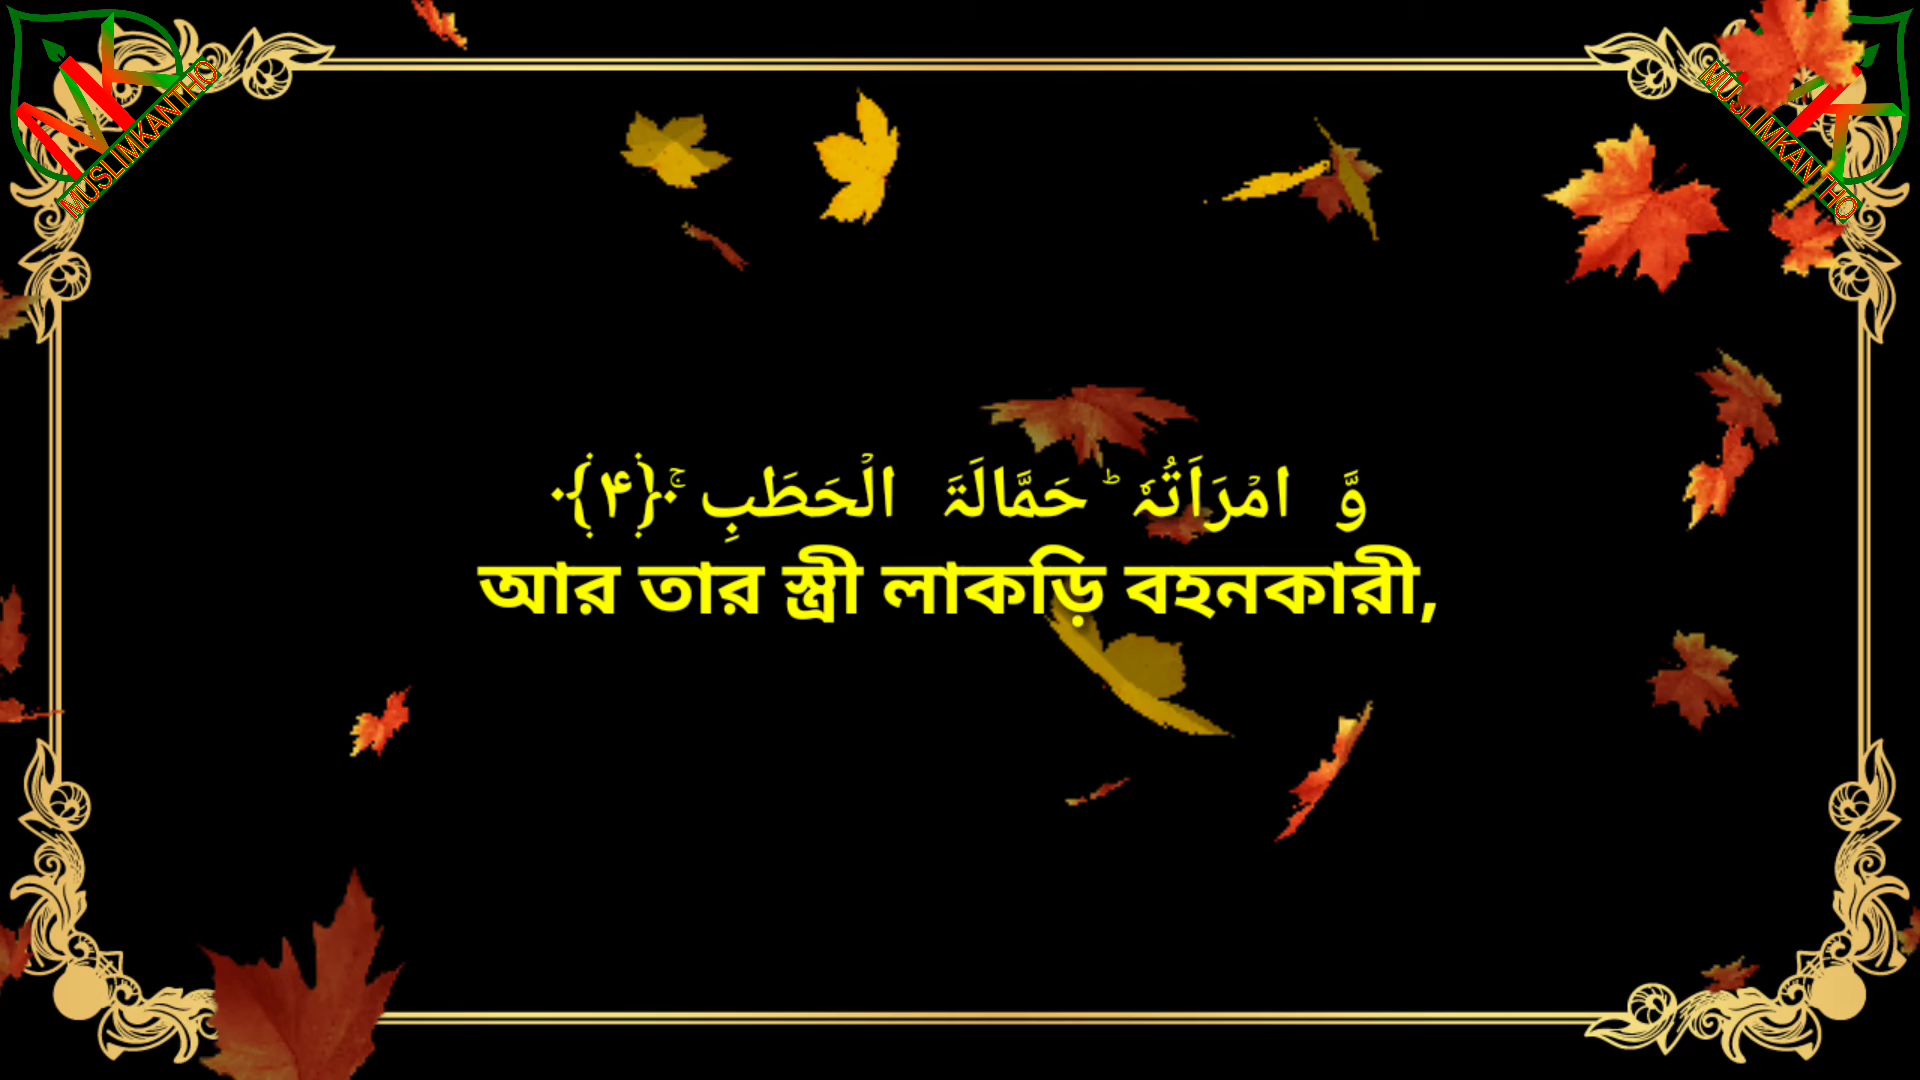 MUSLIMKANTHO
MUSLIMKANTHO
وَّ امۡرَاَتُہٗ ؕ حَمَّالَۃَ الۡحَطَبِ ۚ﴿۴﴾
আর তার স্ত্রী লাকড়ি বহনকারী,